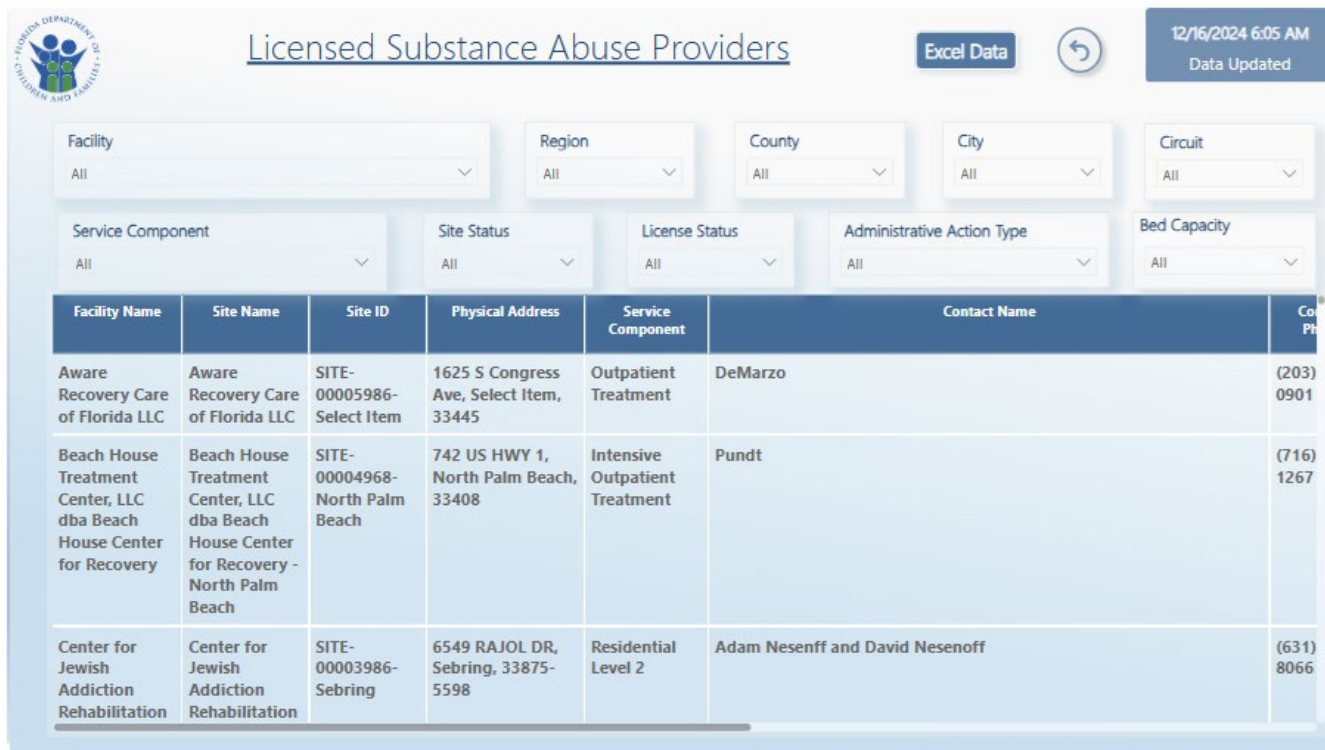 FLORIDA DEPARTMENT OF
CHILDREN AND FAMILIES
Licensed Substance Abuse Providers
Excel Data
12/16/2024 6:05 AM
Data Updated
Facility
All
Region
All
County
All
City
All
Circuit
All
Service Component
All
Site Status
All
License Status
All
Administrative Action Type
All
Bed Capacity
All
Facility Name
Site Name
Site ID
Physical Address
Service
Component
Contact Name
Aware
Recovery Care
of Florida LLC
Aware
Recovery Care
of Florida LLC
SITE-
00005986-
Select Item
1625 S Congress
Ave, Select Item,
33445
Outpatient
Treatment
DeMarzo
(203)
0901
Beach House
Treatment
Center, LLC
dba Beach
House Center
for Recovery
Beach House
Treatment
Center, LLC
dba Beach
House Center
for Recovery -
North Palm
Beach
SITE-
00004968-
North Palm
Beach
742 US HWY 1,
North Palm Beach,
33408
Intensive
Outpatient
Treatment
Pundt
(716)
1267
Center for
Jewish
Addiction
Rehabilitation
Center for
Jewish
Addiction
Rehabilitation
SITE-
00003986-
Sebring
6549 RAJOL DR,
Sebring, 33875-
5598
Residential
Level 2
Adam Nesenff and David Nesenoff
(631)
8066